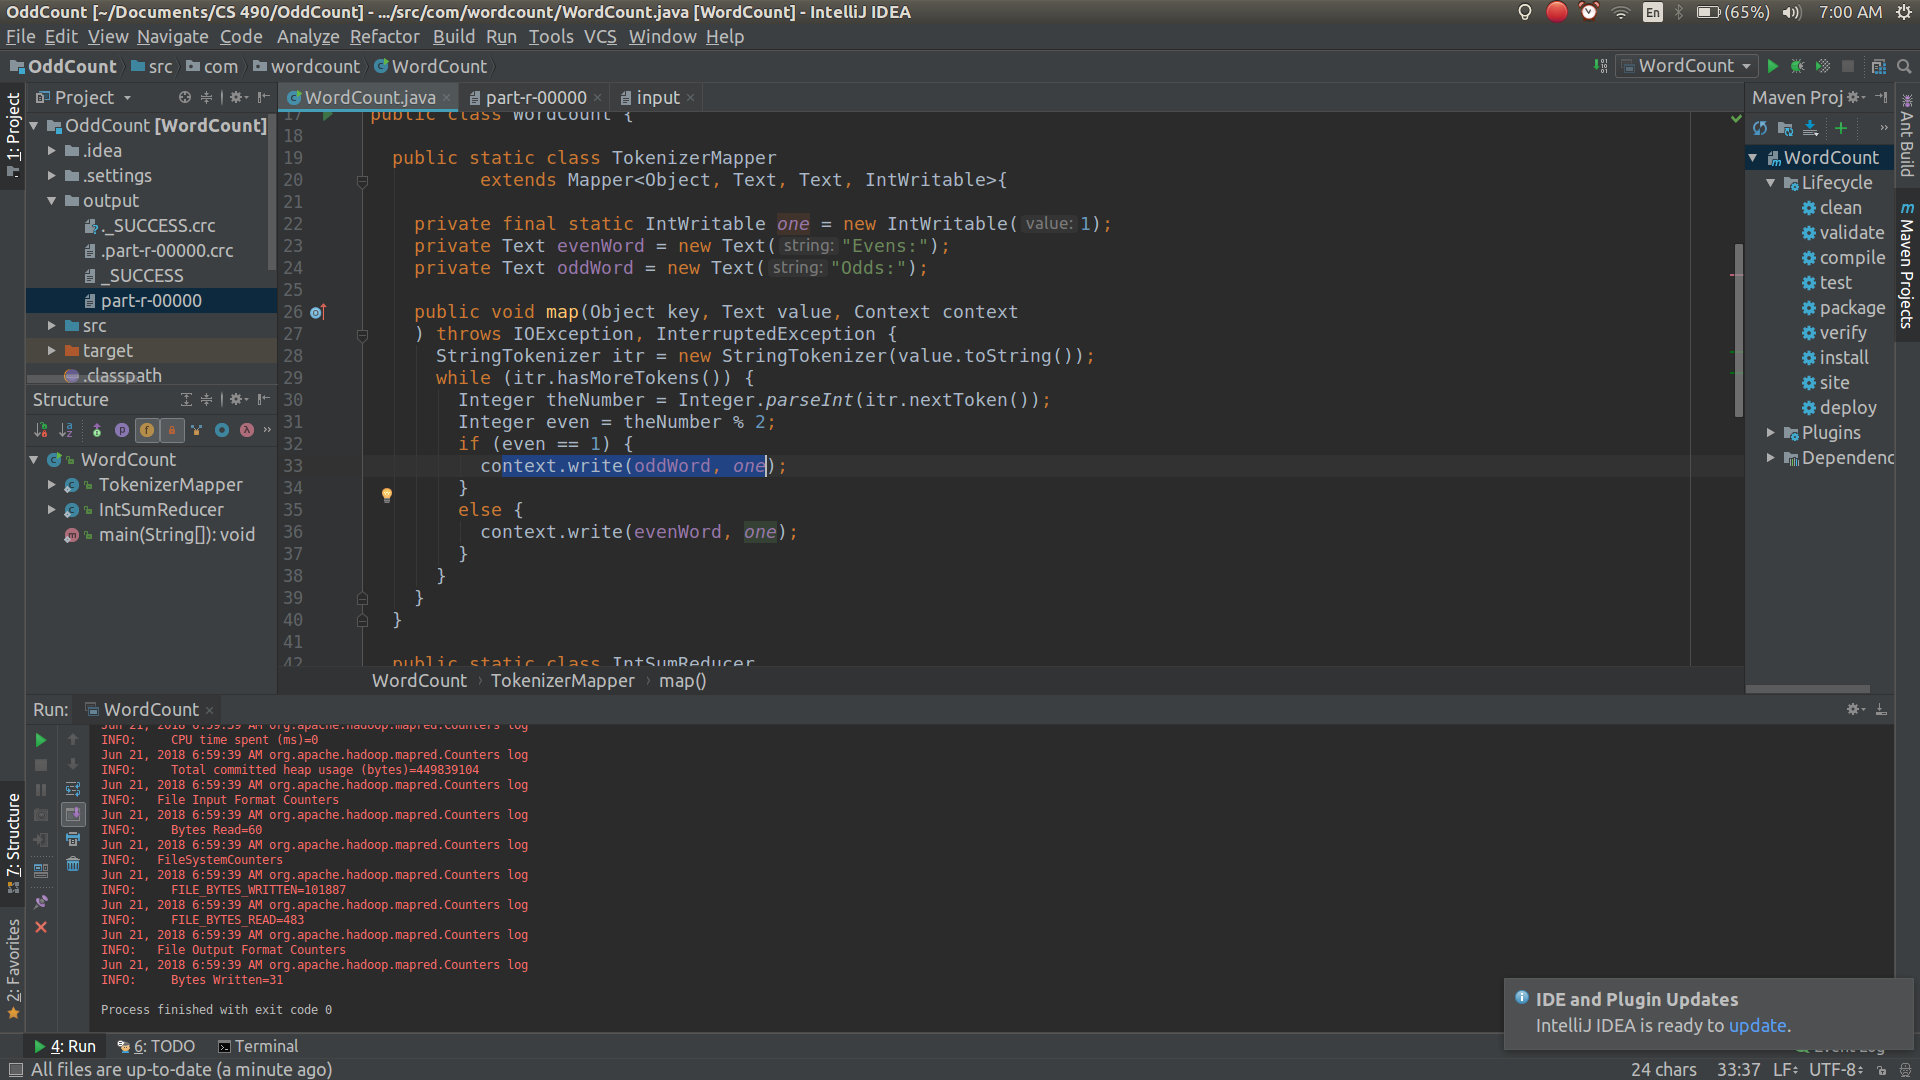 OddCount [~/Documents/CS 490/OddCount] - .../src/com/wordcount/WordCount.java [WordCount] - IntelliJ IDEA
En
(65%)
7:00 AM
File Edit View Navigate Code Analyze Refactor Build Run Tools VCS Window Help
OddCount src com wordcount WordCount
WordCount
1: Project
Project
OddCount [WordCount]
.idea
.settings
output
._SUCCESS.crc
.part-r-00000.crc
_SUCCESS
part-r-00000
src
target
.classpath
Structure
WordCount
TokenizerMapper
IntSumReducer
main(String[]): void
WordCount.java part-r-00000 input
17 public class WordCount {
18
19 public static class TokenizerMapper
20 extends Mapper<Object, Text, Text, IntWritable>{
21
22 private final static IntWritable one = new IntWritable( value: 1);
23 private Text evenWord = new Text( string: "Evens:");
24 private Text oddWord = new Text( string: "Odds:");
25
26 public void map(Object key, Text value, Context context
27 ) throws IOException, InterruptedException {
28 StringTokenizer itr = new StringTokenizer(value.toString());
29 while (itr.hasMoreTokens()) {
30 Integer theNumber = Integer.parseInt(itr.nextToken());
31 Integer even = theNumber % 2;
32 if (even == 1) {
33 context.write(oddWord, one);
34 }
35 else {
36 context.write(evenWord, one);
37 }
38 }
39 }
40 }
41
42 public static class IntSumReducer
WordCount › TokenizerMapper › map()
Maven Proj
WordCount
Lifecycle
clean
validate
compile
test
package
verify
install
site
deploy
Plugins
Dependenc
Ant Build
Maven Projects
7: Structure
2: Favorites
Run: WordCount
Jun 21, 2018 6:59:39 AM org.apache.hadoop.mapred.Counters log
INFO: CPU time spent (ms)=0
Jun 21, 2018 6:59:39 AM org.apache.hadoop.mapred.Counters log
INFO: Total committed heap usage (bytes)=449839104
Jun 21, 2018 6:59:39 AM org.apache.hadoop.mapred.Counters log
INFO: File Input Format Counters
Jun 21, 2018 6:59:39 AM org.apache.hadoop.mapred.Counters log
INFO: Bytes Read=60
Jun 21, 2018 6:59:39 AM org.apache.hadoop.mapred.Counters log
INFO: FileSystemCounters
Jun 21, 2018 6:59:39 AM org.apache.hadoop.mapred.Counters log
INFO: FILE_BYTES_WRITTEN=101887
Jun 21, 2018 6:59:39 AM org.apache.hadoop.mapred.Counters log
INFO: FILE_BYTES_READ=483
Jun 21, 2018 6:59:39 AM org.apache.hadoop.mapred.Counters log
INFO: File Output Format Counters
Jun 21, 2018 6:59:39 AM org.apache.hadoop.mapred.Counters log
INFO: Bytes Written=31
Process finished with exit code 0
IDE and Plugin Updates
IntelliJ IDEA is ready to update.
4: Run 6: TODO Terminal Event Log
All files are up-to-date (a minute ago)
24 chars 33:37 LF UTF-8